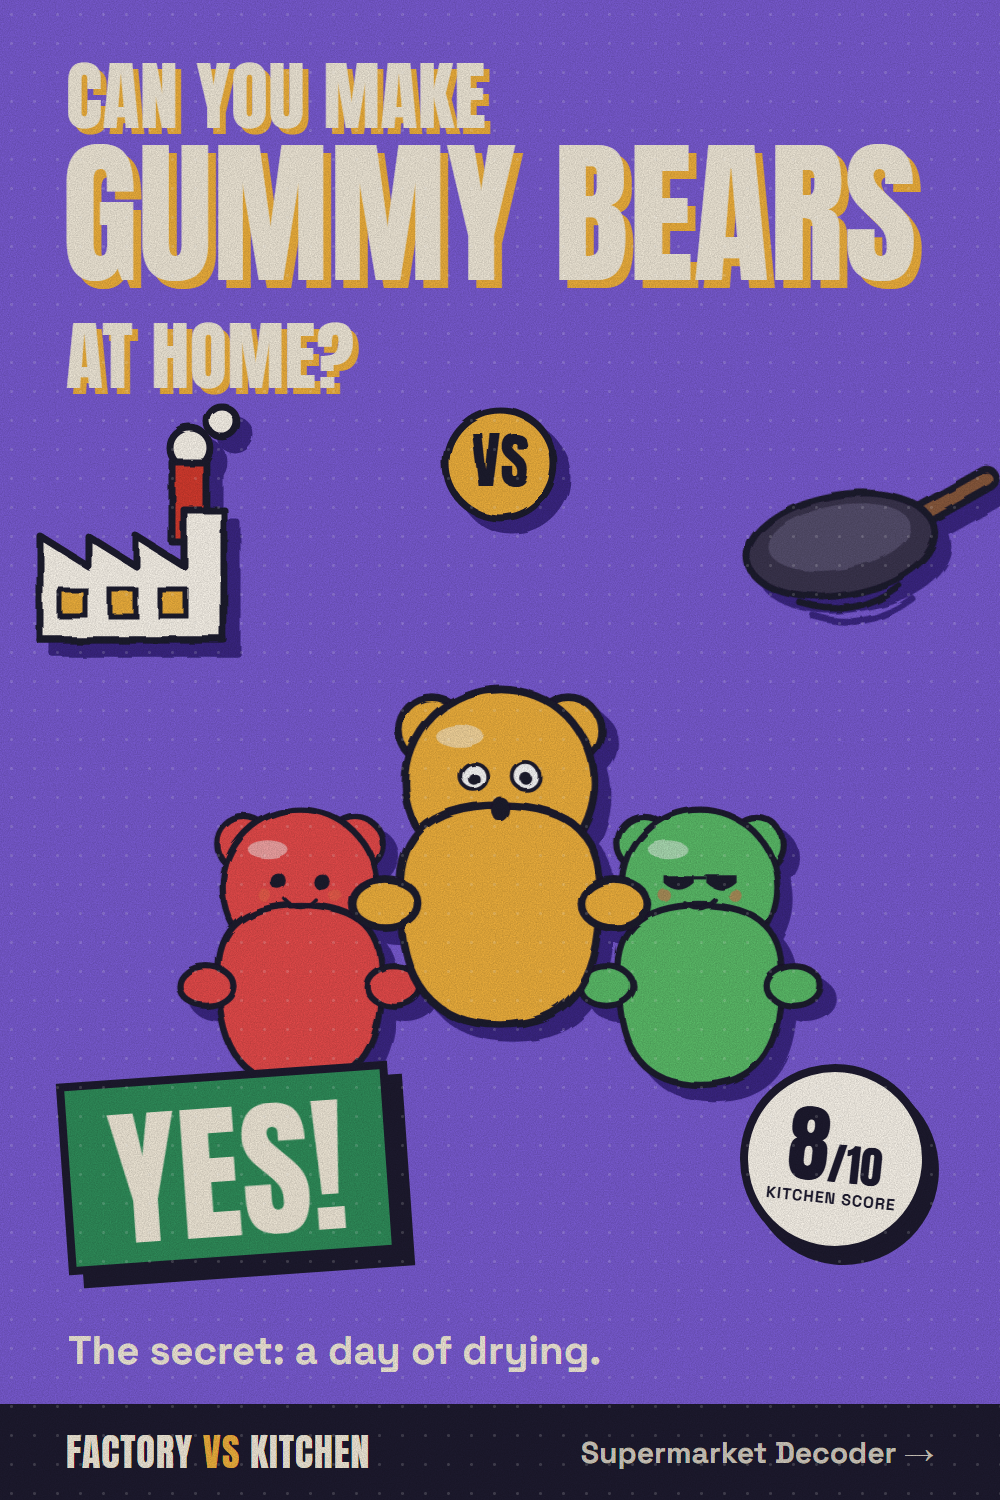 CAN YOU MAKE
GUMMY BEARS
AT HOME?
VS
YES!
8/10
KITCHEN SCORE
The secret: a day of drying.
FACTORY VS KITCHEN
Supermarket Decoder →